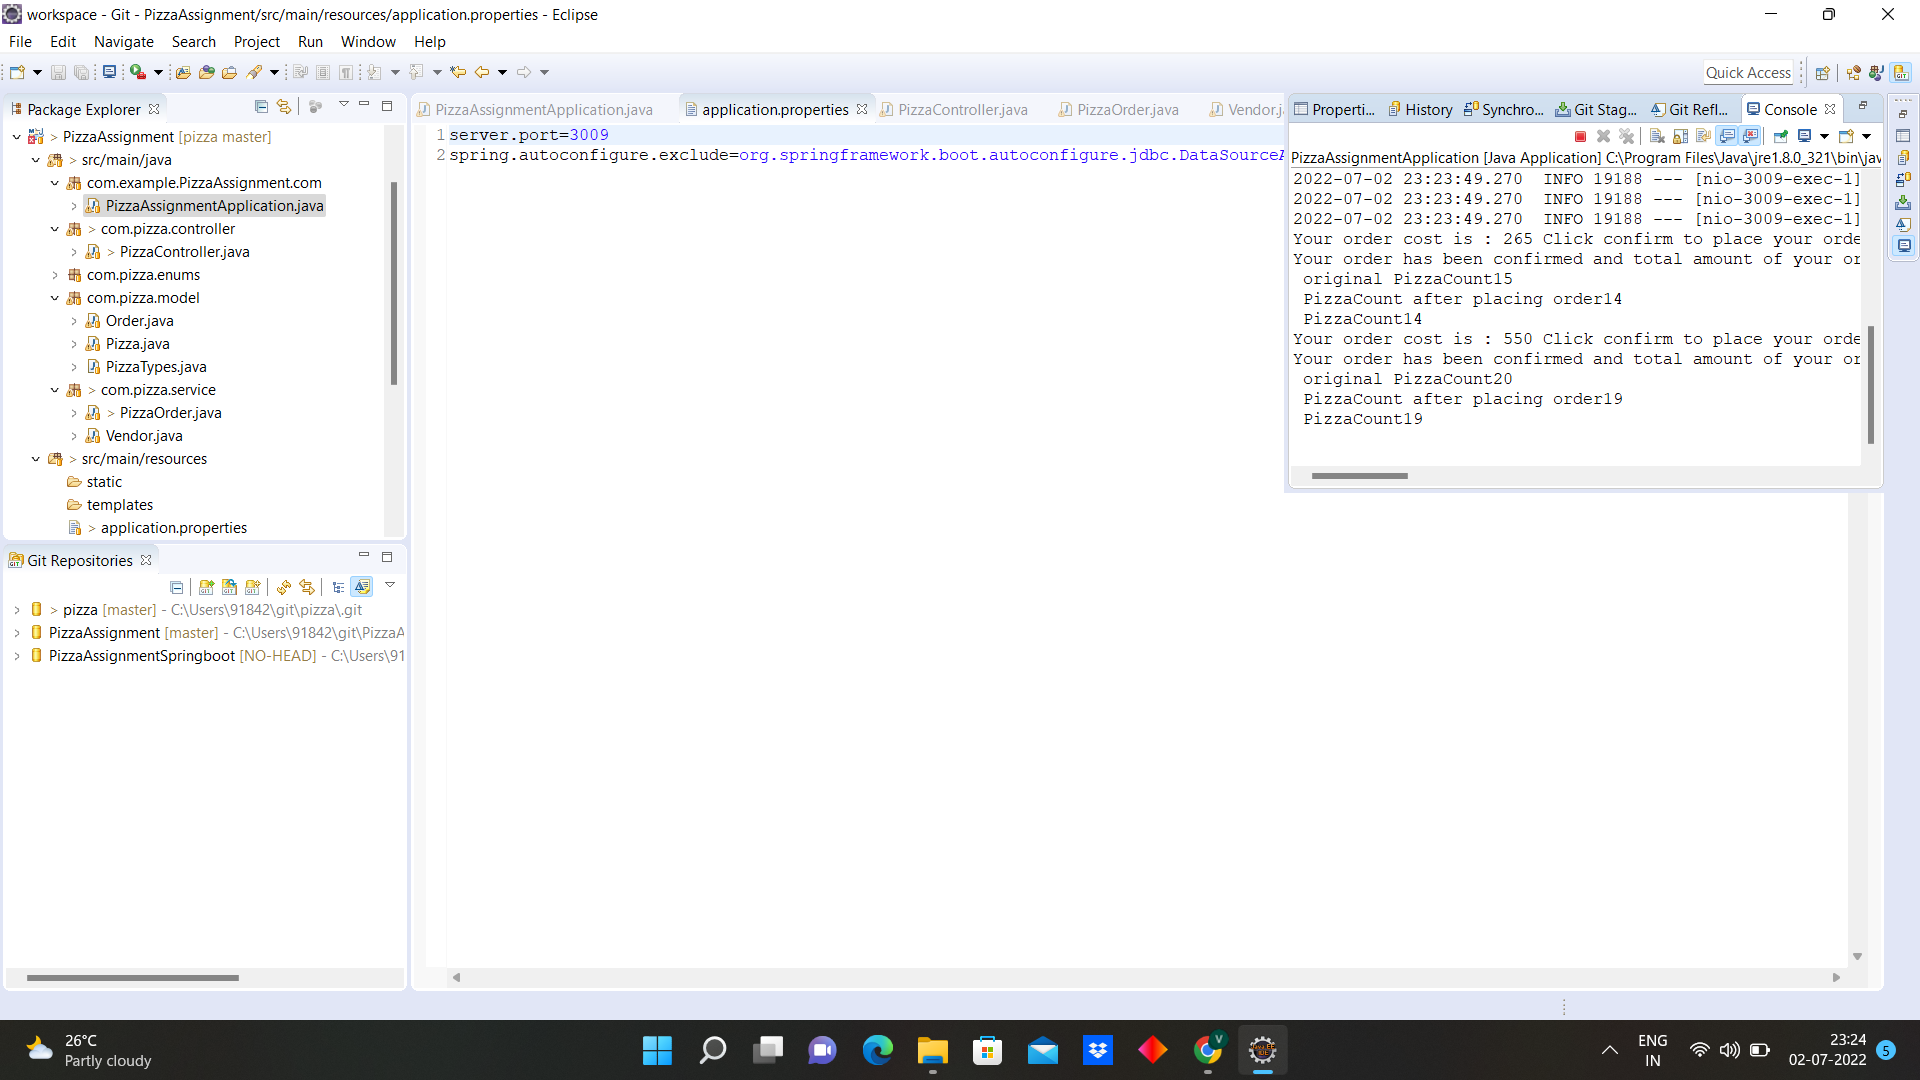 workspace - Git - PizzaAssignment/src/main/resources/application.properties - Eclipse
File Edit Navigate Search Project Run Window Help
Quick Access
Package Explorer
> PizzaAssignment [pizza master]
> src/main/java
com.example.PizzaAssignment.com
PizzaAssignmentApplication.java
> com.pizza.controller
> PizzaController.java
com.pizza.enums
com.pizza.model
Order.java
Pizza.java
PizzaTypes.java
> com.pizza.service
> PizzaOrder.java
Vendor.java
> src/main/resources
static
templates
> application.properties
Git Repositories
> pizza [master] - C:\Users\91842\git\pizza\.git
PizzaAssignment [master] - C:\Users\91842\git\PizzaA
PizzaAssignmentSpringboot [NO-HEAD] - C:\Users\91
PizzaAssignmentApplication.java application.properties PizzaController.java PizzaOrder.java Vendor.j
1 server.port=3009
2 spring.autoconfigure.exclude=org.springframework.boot.autoconfigure.jdbc.DataSourceA
Properti... History Synchro... Git Stag... Git Refl... Console
PizzaAssignmentApplication [Java Application] C:\Program Files\Java\jre1.8.0_321\bin\jav
2022-07-02 23:23:49.270 INFO 19188 --- [nio-3009-exec-1]
2022-07-02 23:23:49.270 INFO 19188 --- [nio-3009-exec-1]
2022-07-02 23:23:49.270 INFO 19188 --- [nio-3009-exec-1]
Your order cost is : 265 Click confirm to place your orde
Your order has been confirmed and total amount of your or
original PizzaCount15
PizzaCount after placing order14
PizzaCount14
Your order cost is : 550 Click confirm to place your orde
Your order has been confirmed and total amount of your or
original PizzaCount20
PizzaCount after placing order19
PizzaCount19
26°C
Partly cloudy
ENG
IN
23:24
02-07-2022
5